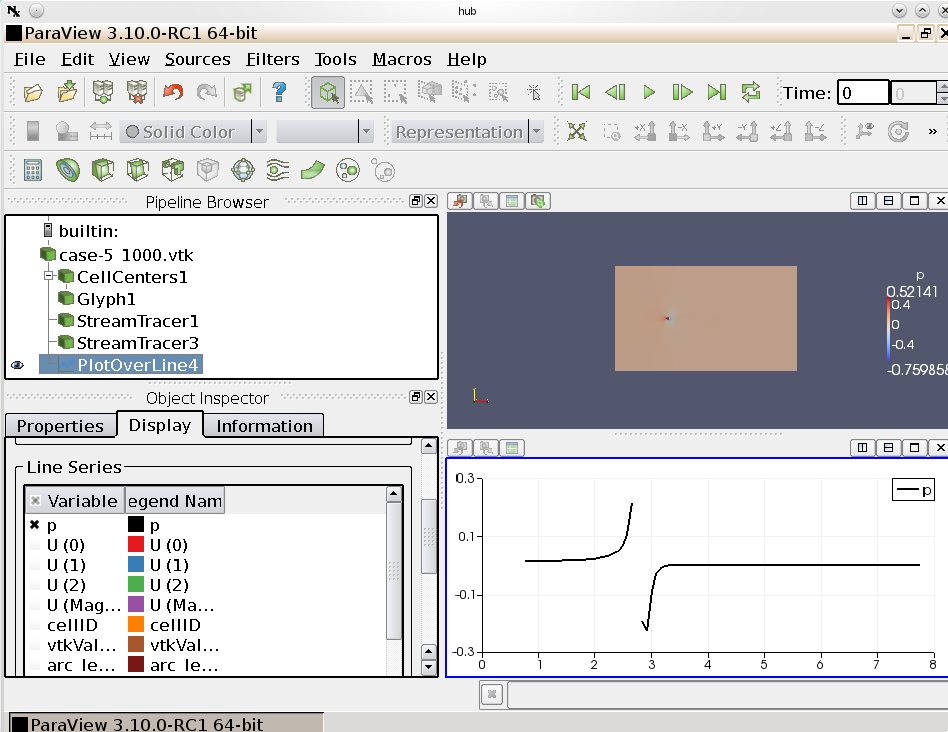 hub
ParaView 3.10.0-RC1 64-bit
File Edit View Sources Filters Tools Macros Help
Time: 0 0
Solid Color Representation »
Pipeline Browser
builtin:
case-5 1000.vtk
CellCenters1
Glyph1
StreamTracer1
StreamTracer3
PlotOverLine4
p
0.52141
0.4
0
-0.4
-0.759858
Object Inspector
Properties Display Information
Line Series
Variable egend Nam
p p
U (0) U (0)
U (1) U (1)
U (2) U (2)
U (Mag... U (Ma...
cellID cellID
vtkVal... vtkVal...
arc_le... arc_le...
0.3
0.1
-0.1
-0.3
p
0 1 2 3 4 5 6 7 8
ParaView 3.10.0-RC1 64-bit